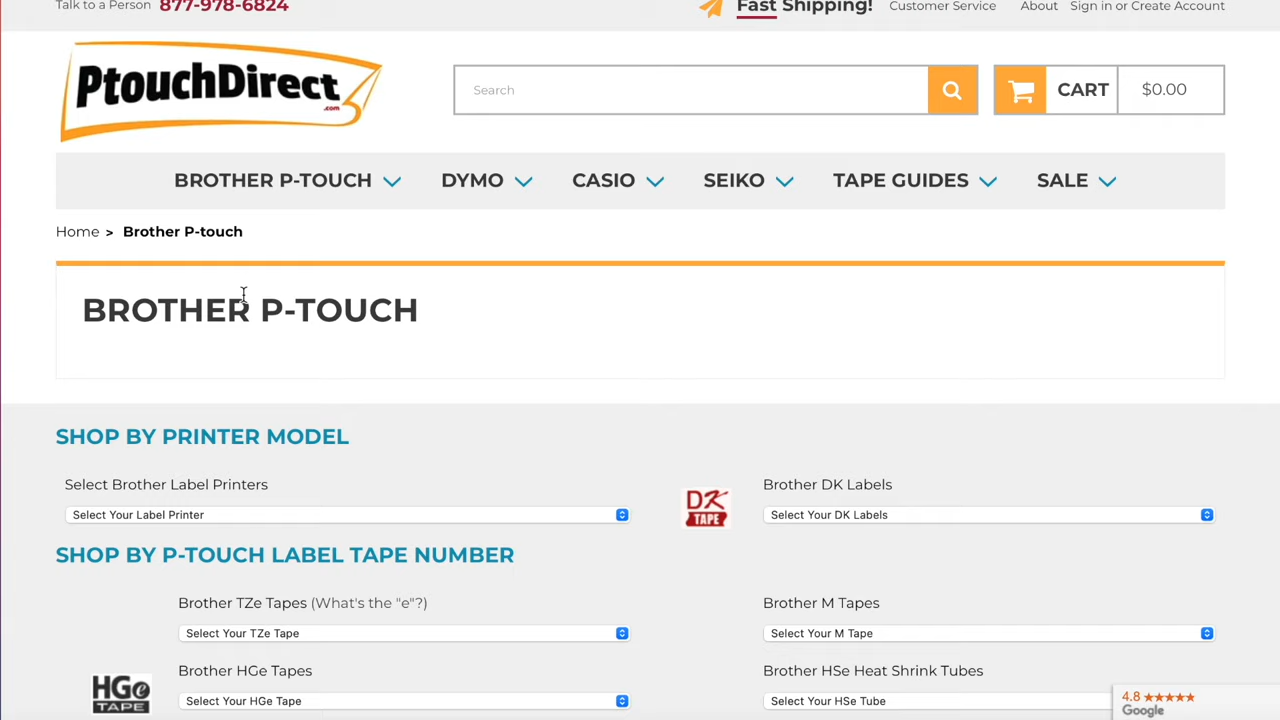 Talk to a Person 877-978-6824
Fast Shipping!
Customer Service
About
Sign in or Create Account
PtouchDirect
.com
Search
CART
$0.00
BROTHER P-TOUCH
DYMO
CASIO
SEIKO
TAPE GUIDES
SALE
Home > Brother P-touch
BROTHER P-TOUCH
SHOP BY PRINTER MODEL
Select Brother Label Printers
Select Your Label Printer
DK
TAPE
Brother DK Labels
Select Your DK Labels
SHOP BY P-TOUCH LABEL TAPE NUMBER
Brother TZe Tapes (What's the "e"?)
Select Your TZe Tape
Brother M Tapes
Select Your M Tape
HGe
TAPE
Brother HGe Tapes
Select Your HGe Tape
Brother HSe Heat Shrink Tubes
Select Your HSe Tube
4.8 ★★★★★
Google